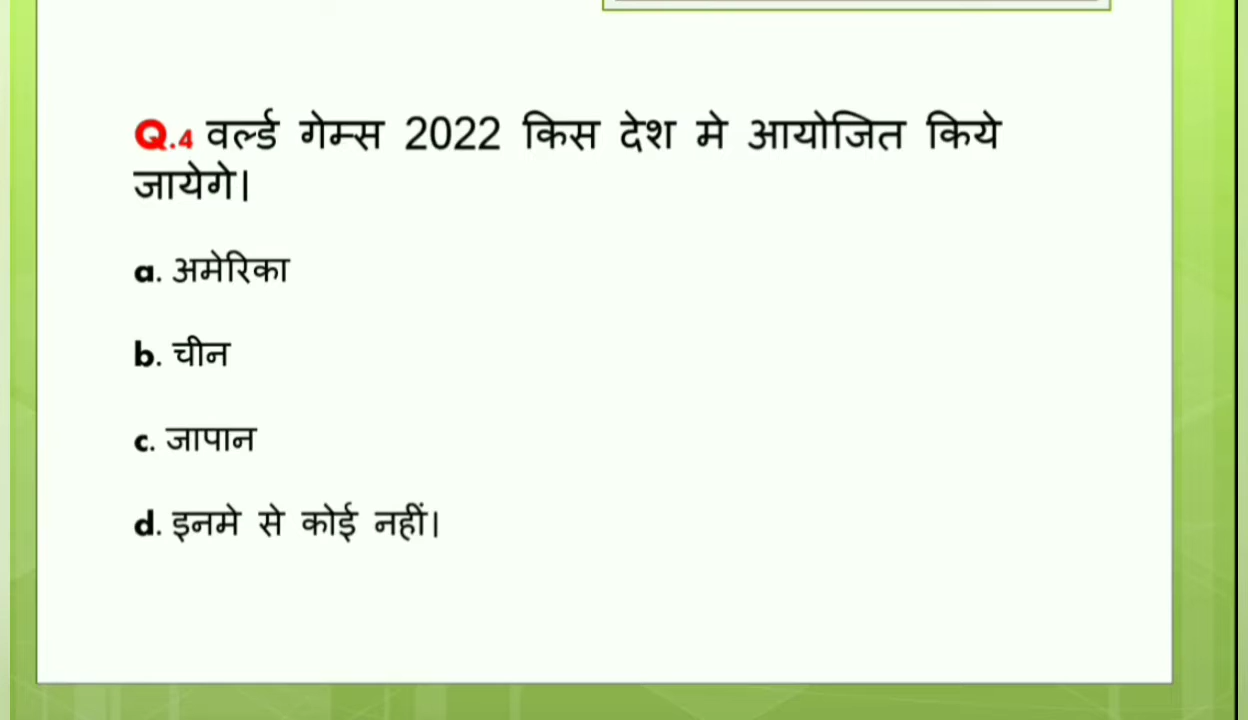 Q.4 वर्ल्ड गेम्स 2022 किस देश मे आयोजित किये
जायेगे।
a. अमेरिका
b. चीन
c. जापान
d. इनमे से कोई नहीं।